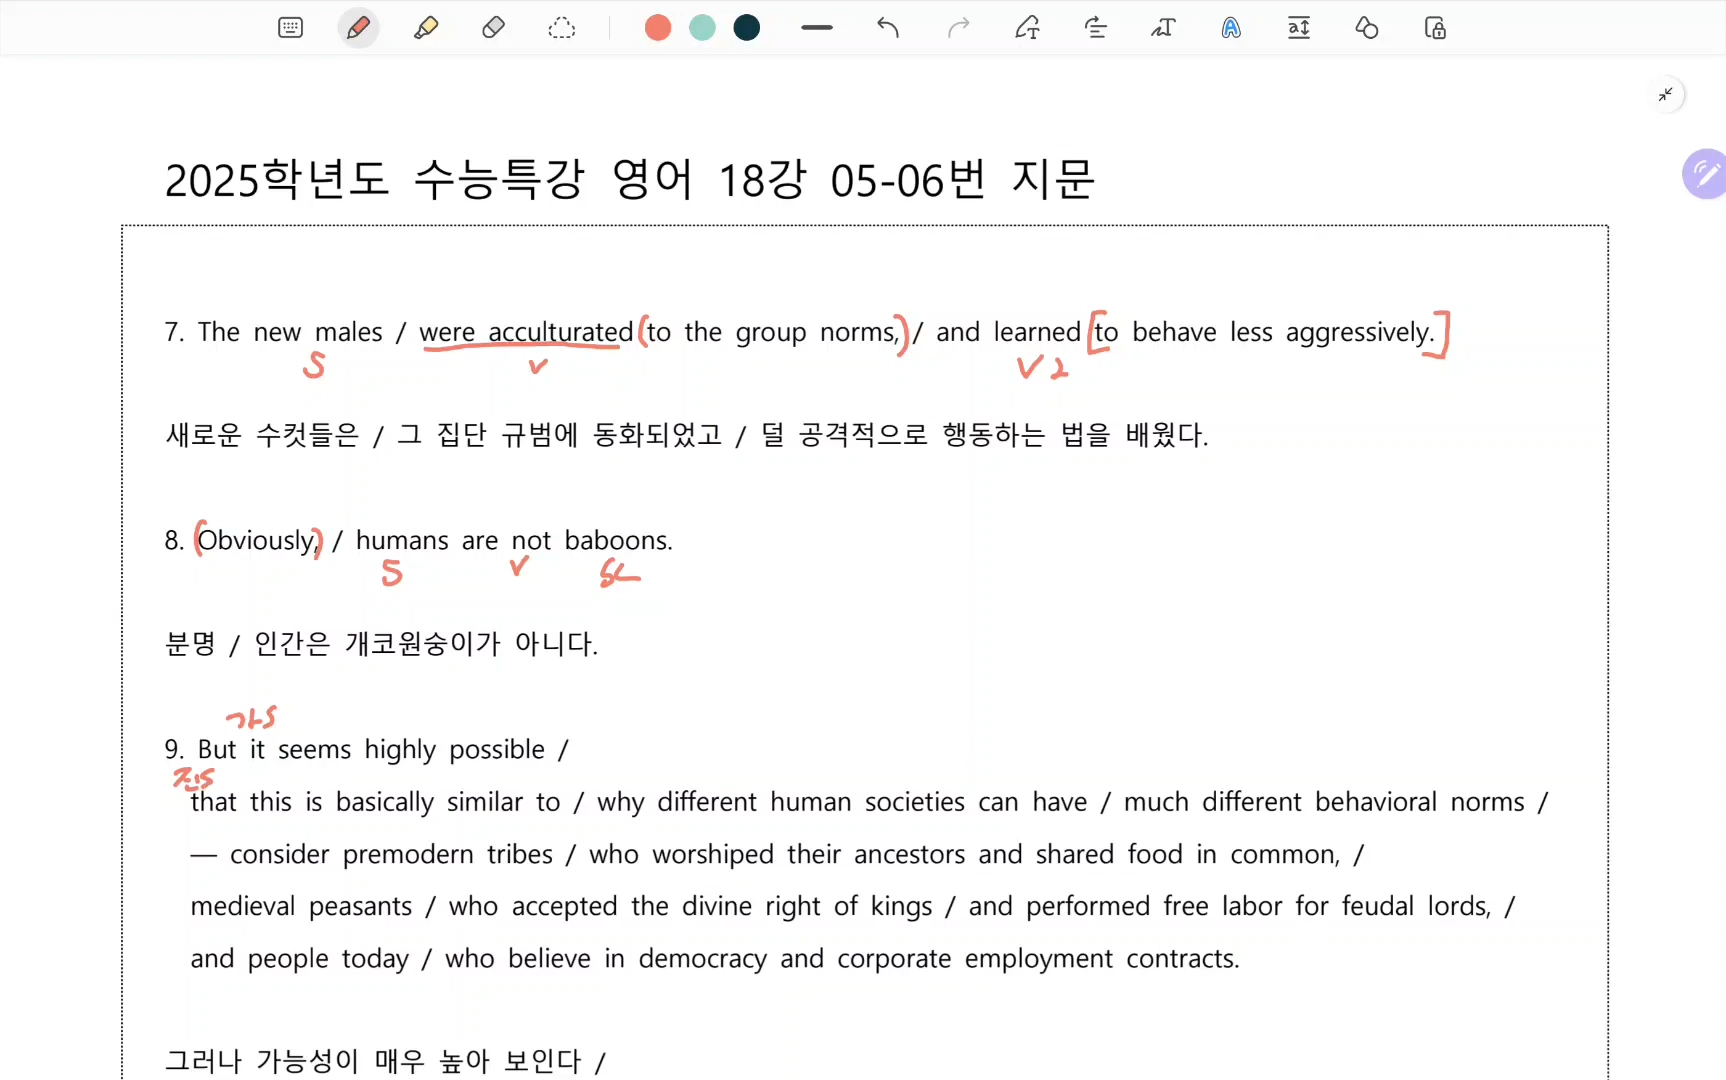 2025학년도 수능특강 영어 18강 05-06번 지문
7. The new males / were acculturated (to the group norms,) / and learned [to behave less aggressively.]
S V V2
새로운 수컷들은 / 그 집단 규범에 동화되었고 / 덜 공격적으로 행동하는 법을 배웠다.
8. (Obviously,) / humans are not baboons.
S V SC
분명 / 인간은 개코원숭이가 아니다.
가S
9. But it seems highly possible /
진S
that this is basically similar to / why different human societies can have / much different behavioral norms /
— consider premodern tribes / who worshiped their ancestors and shared food in common, /
medieval peasants / who accepted the divine right of kings / and performed free labor for feudal lords, /
and people today / who believe in democracy and corporate employment contracts.
그러나 가능성이 매우 높아 보인다 /